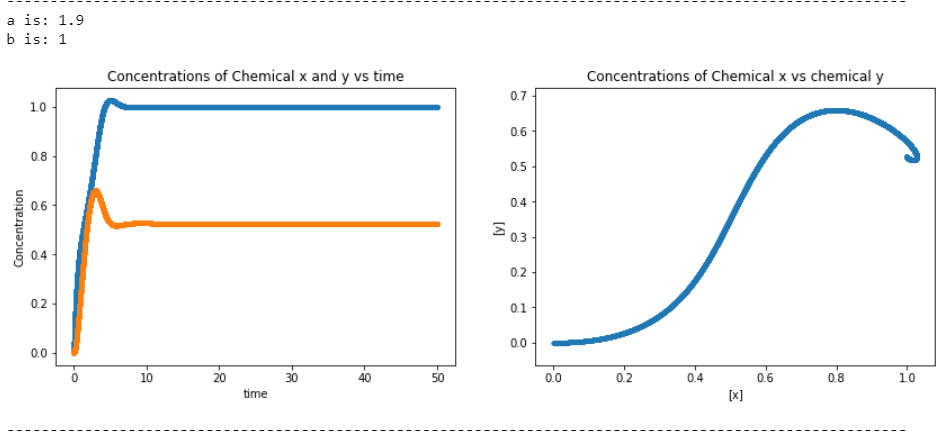 a is: 1.9
b is: 1
Concentrations of Chemical x and y vs time
Concentration
1.0
0.8
0.6
0.4
0.2
0.0
0 10 20 30 40 50
time
Concentrations of Chemical x vs chemical y
[y]
0.7
0.6
0.5
0.4
0.3
0.2
0.1
0.0
0.0 0.2 0.4 0.6 0.8 1.0
[x]